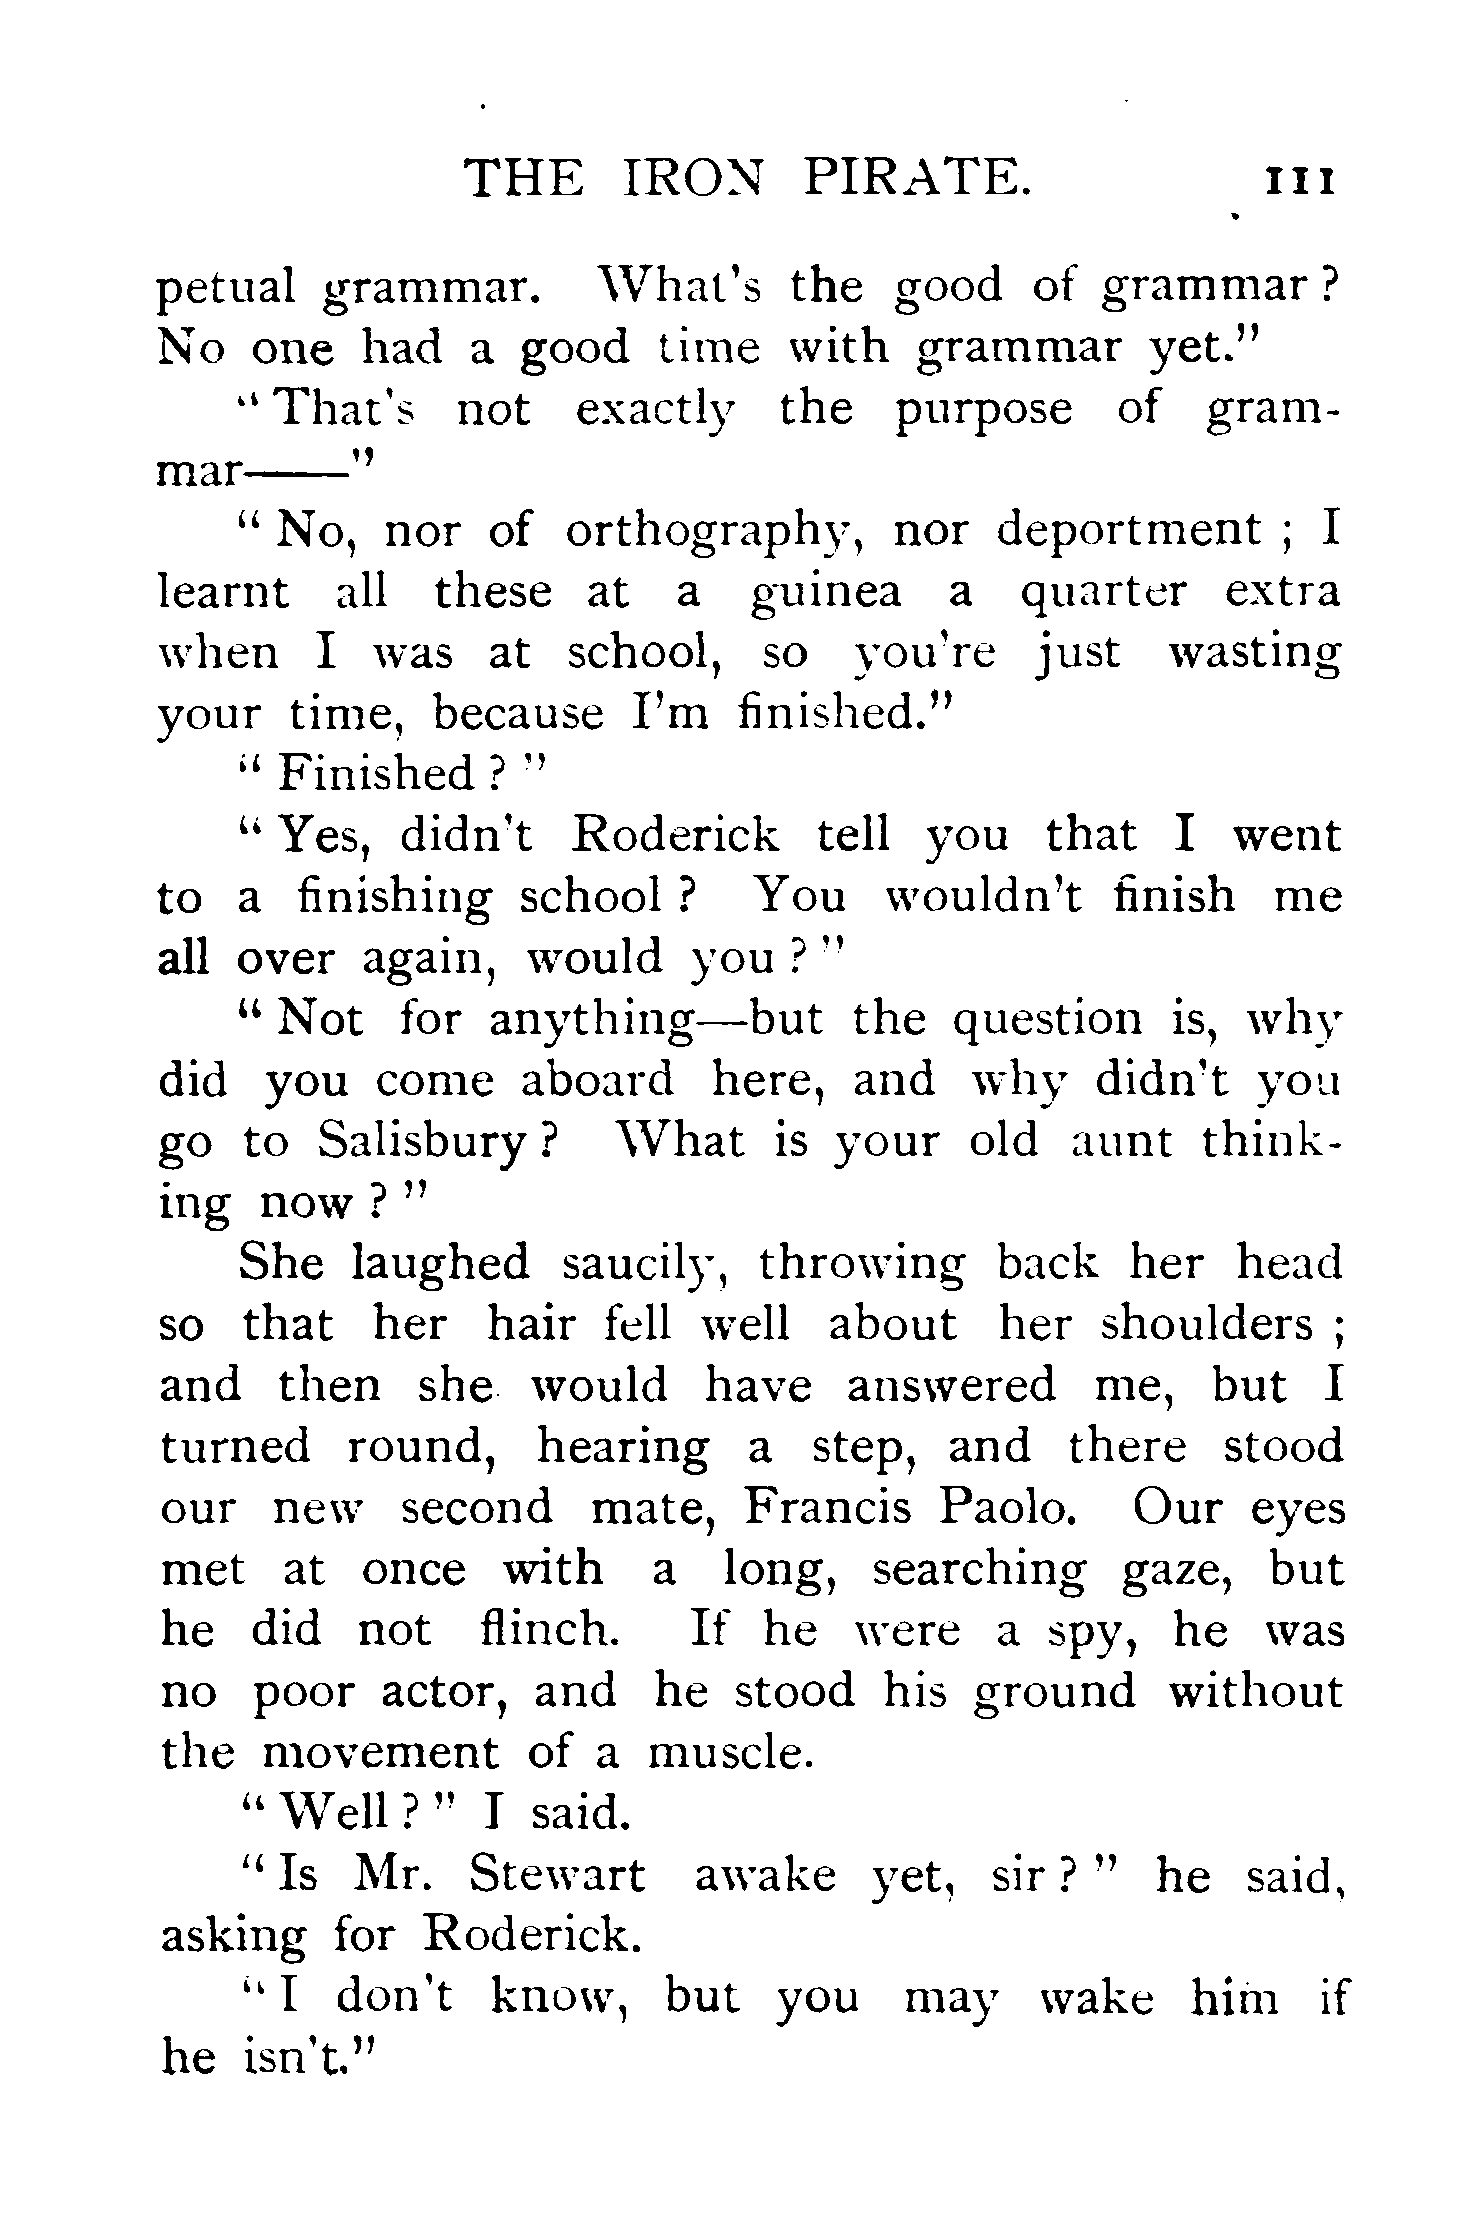 THE IRON PIRATE. 111
petual grammar. What's the good of grammar?
No one had a good time with grammar yet."
"That's not exactly the purpose of gram-
mar——"
"No, nor of orthography, nor deportment; I
learnt all these at a guinea a quarter extra
when I was at school, so you're just wasting
your time, because I'm finished."
"Finished?"
"Yes, didn't Roderick tell you that I went
to a finishing school? You wouldn't finish me
all over again, would you?"
"Not for anything—but the question is, why
did you come aboard here, and why didn't you
go to Salisbury? What is your old aunt think-
ing now?"
She laughed saucily, throwing back her head
so that her hair fell well about her shoulders;
and then she would have answered me, but I
turned round, hearing a step, and there stood
our new second mate, Francis Paolo. Our eyes
met at once with a long, searching gaze, but
he did not flinch. If he were a spy, he was
no poor actor, and he stood his ground without
the movement of a muscle.
"Well?" I said.
"Is Mr. Stewart awake yet, sir?" he said,
asking for Roderick.
"I don't know, but you may wake him if
he isn't."